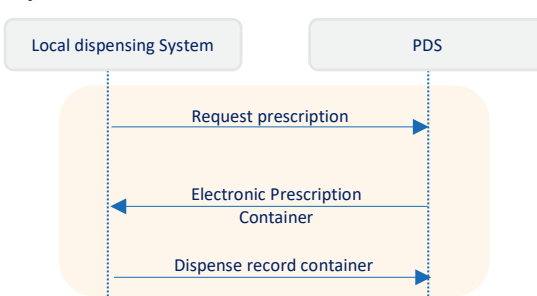 Local dispensing System
PDS
Request prescription
Electronic Prescription
Container
Dispense record container